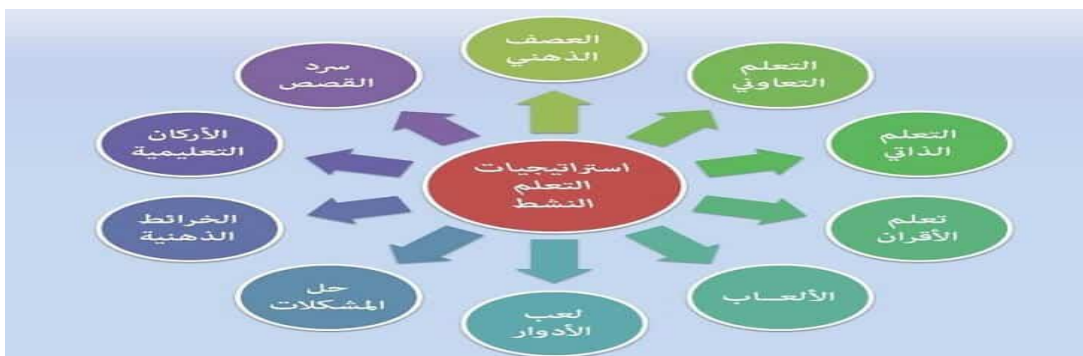 العصف
الذهني
سرد
القصص
التعلم
التعاوني
الأركان
التعليمية
التعلم
الذاتي
استراتيجيات
التعلم
النشط
الخرائط
الذهنية
تعلم
الأقران
حل
المشكلات
الألعــاب
لعب
الأدوار